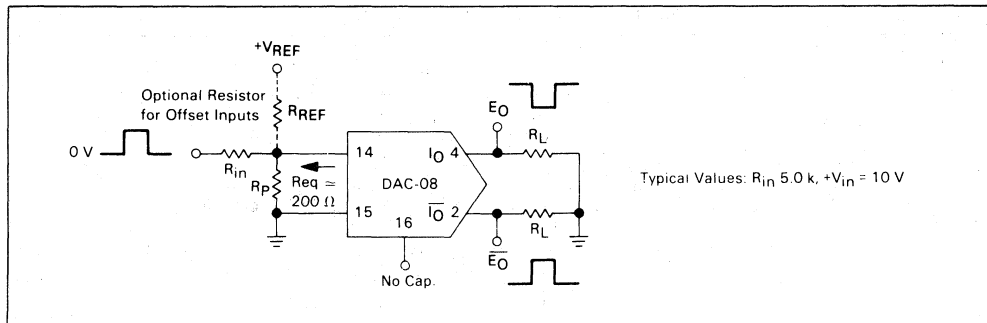 +VREF
Optional Resistor
for Offset Inputs
RREF
0 V
Rin
RP
Req ≃
200 Ω
14
15
16
DAC-08
IO 4
IO 2
EO
RL
RL
EO
No Cap.
Typical Values: Rin 5.0 k, +Vin = 10 V